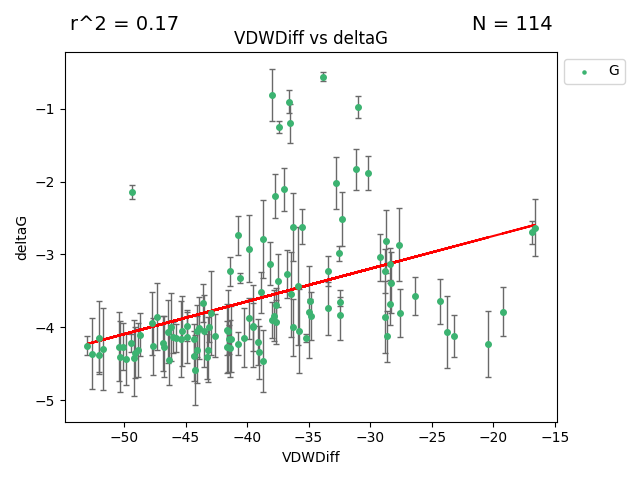 r^2 = 0.17 N = 114
VDWDiff vs deltaG
G
deltaG
−1
−2
−3
−4
−5
−50 −45 −40 −35 −30 −25 −20 −15
VDWDiff